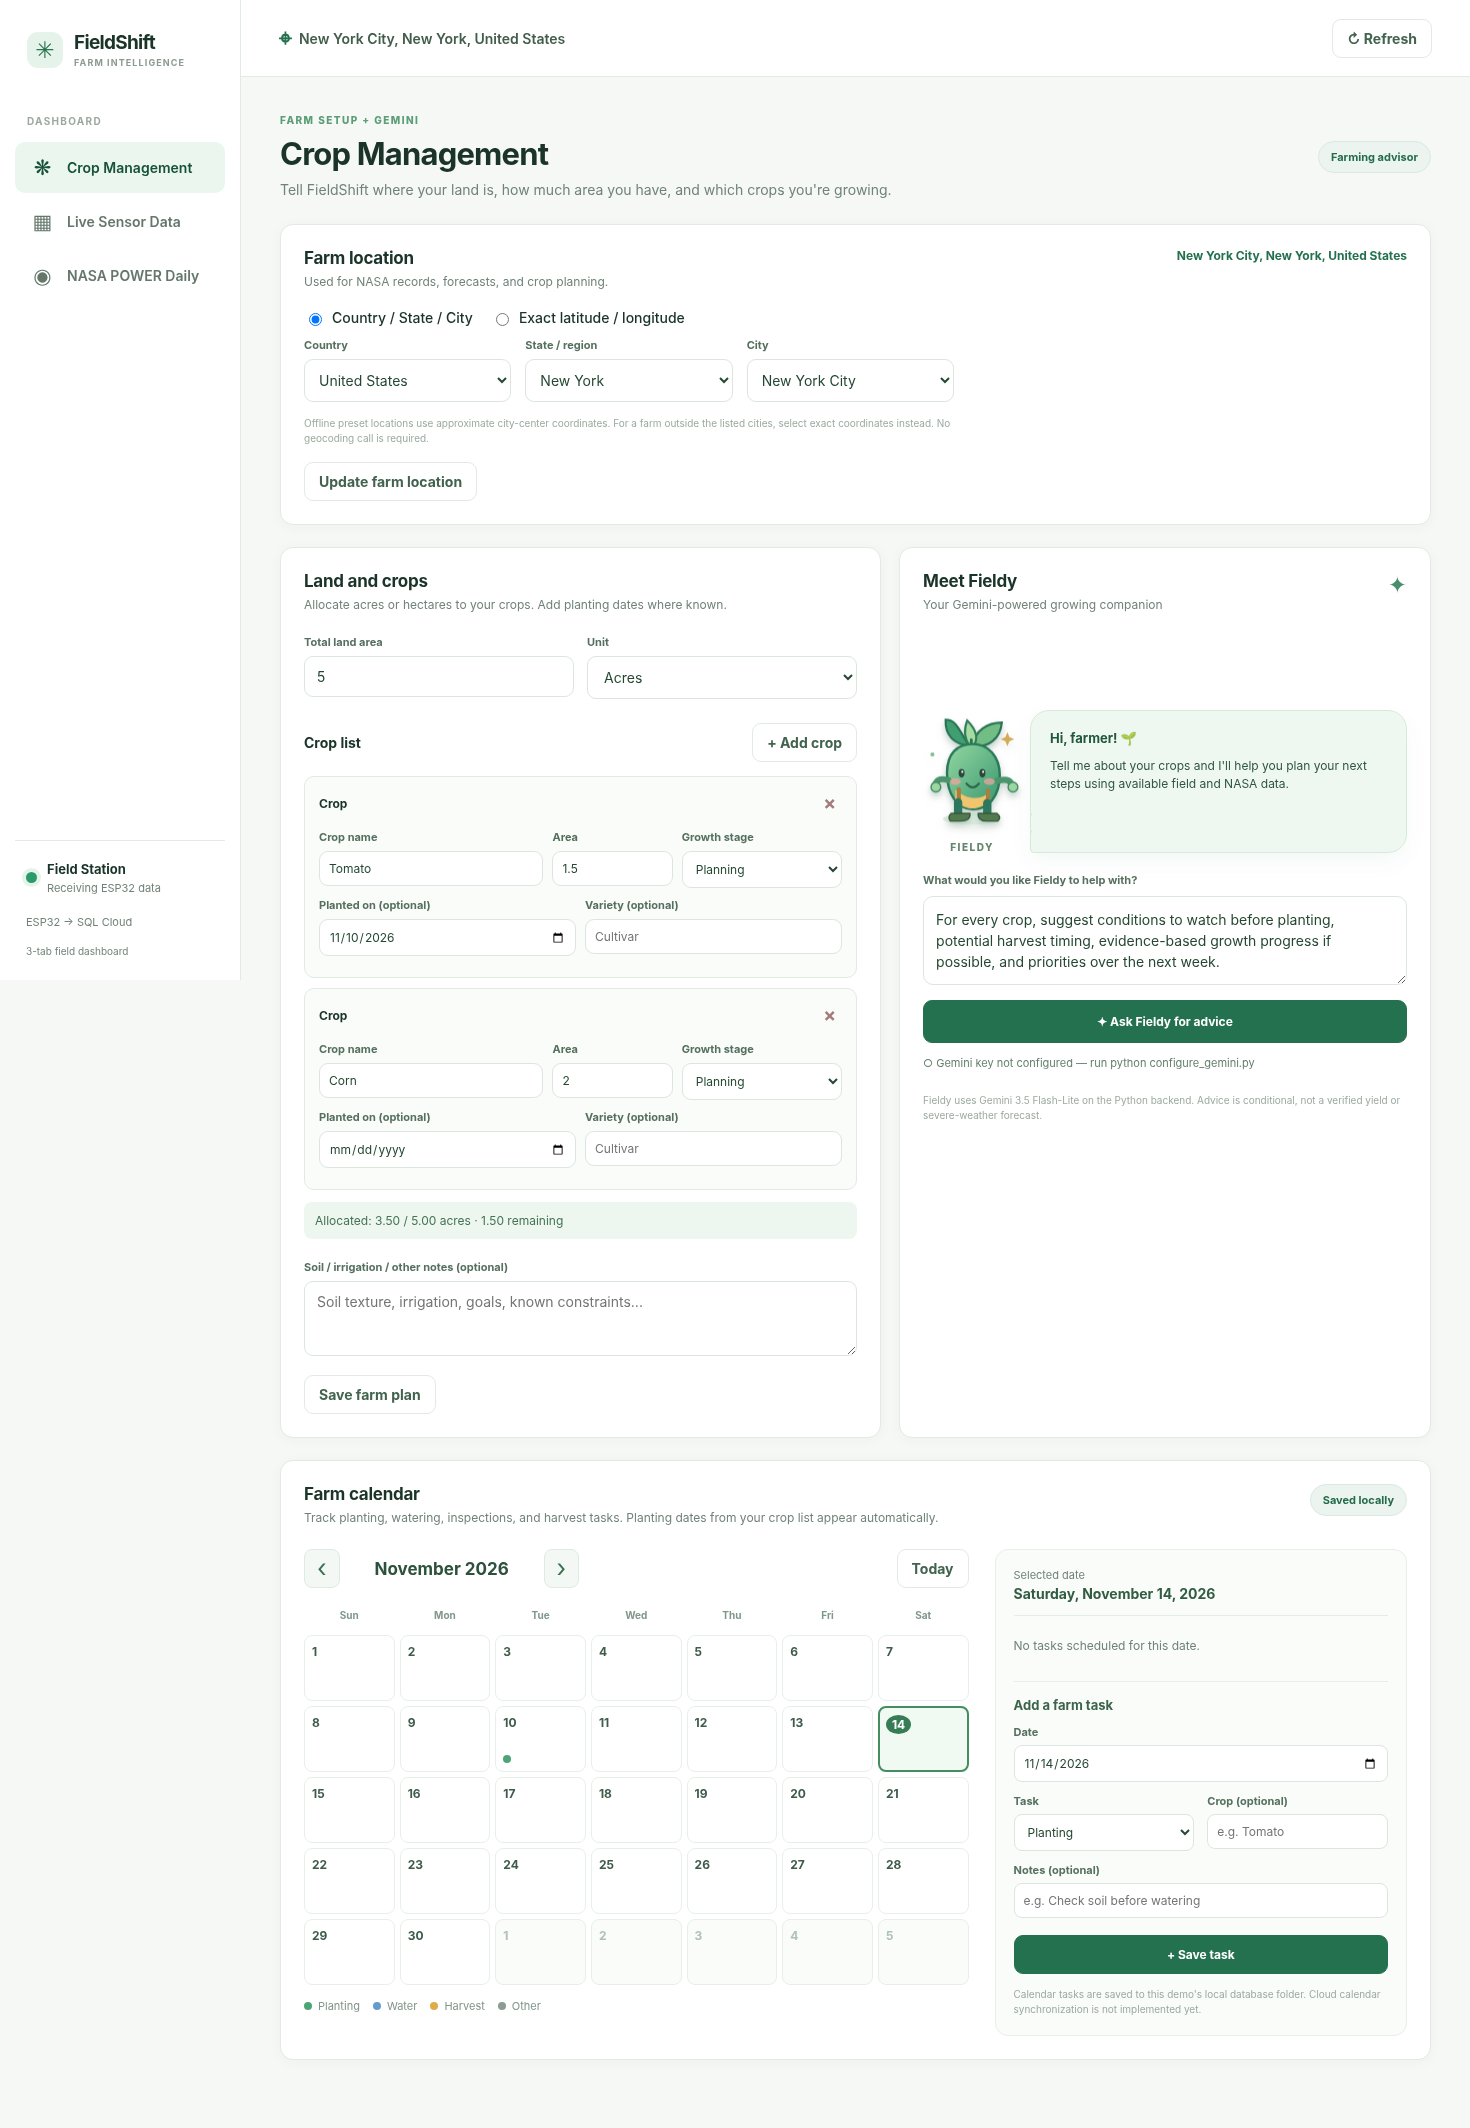 FieldShift
FARM INTELLIGENCE
DASHBOARD
Crop Management
Live Sensor Data
NASA POWER Daily
Field Station
Receiving ESP32 data
ESP32 → SQL Cloud
3-tab field dashboard
New York City, New York, United States
↻ Refresh
FARM SETUP + GEMINI
Crop Management
Farming advisor
Tell FieldShift where your land is, how much area you have, and which crops you're growing.
Farm location
New York City, New York, United States
Used for NASA records, forecasts, and crop planning.
Country / State / City
Exact latitude / longitude
Country
State / region
City
United States
New York
New York City
Offline preset locations use approximate city-center coordinates. For a farm outside the listed cities, select exact coordinates instead. No
geocoding call is required.
Update farm location
Land and crops
Allocate acres or hectares to your crops. Add planting dates where known.
Total land area
Unit
5
Acres
Crop list
+ Add crop
Crop
×
Crop name
Area
Growth stage
Tomato
1.5
Planning
Planted on (optional)
Variety (optional)
11/10/2026
Cultivar
Crop
×
Crop name
Area
Growth stage
Corn
2
Planning
Planted on (optional)
Variety (optional)
mm/dd/yyyy
Cultivar
Allocated: 3.50 / 5.00 acres · 1.50 remaining
Soil / irrigation / other notes (optional)
Soil texture, irrigation, goals, known constraints...
Save farm plan
Meet Fieldy
Your Gemini-powered growing companion
Hi, farmer! 🌱
Tell me about your crops and I'll help you plan your next
steps using available field and NASA data.
FIELDY
What would you like Fieldy to help with?
For every crop, suggest conditions to watch before planting,
potential harvest timing, evidence-based growth progress if
possible, and priorities over the next week.
✦ Ask Fieldy for advice
○ Gemini key not configured — run python configure_gemini.py
Fieldy uses Gemini 3.5 Flash-Lite on the Python backend. Advice is conditional, not a verified yield or
severe-weather forecast.
Farm calendar
Saved locally
Track planting, watering, inspections, and harvest tasks. Planting dates from your crop list appear automatically.
November 2026
Today
Sun Mon Tue Wed Thu Fri Sat
1 2 3 4 5 6 7
8 9 10 11 12 13 14
15 16 17 18 19 20 21
22 23 24 25 26 27 28
29 30 1 2 3 4 5
Planting
Water
Harvest
Other
Selected date
Saturday, November 14, 2026
No tasks scheduled for this date.
Add a farm task
Date
11/14/2026
Task
Crop (optional)
Planting
e.g. Tomato
Notes (optional)
e.g. Check soil before watering
+ Save task
Calendar tasks are saved to this demo's local database folder. Cloud calendar
synchronization is not implemented yet.